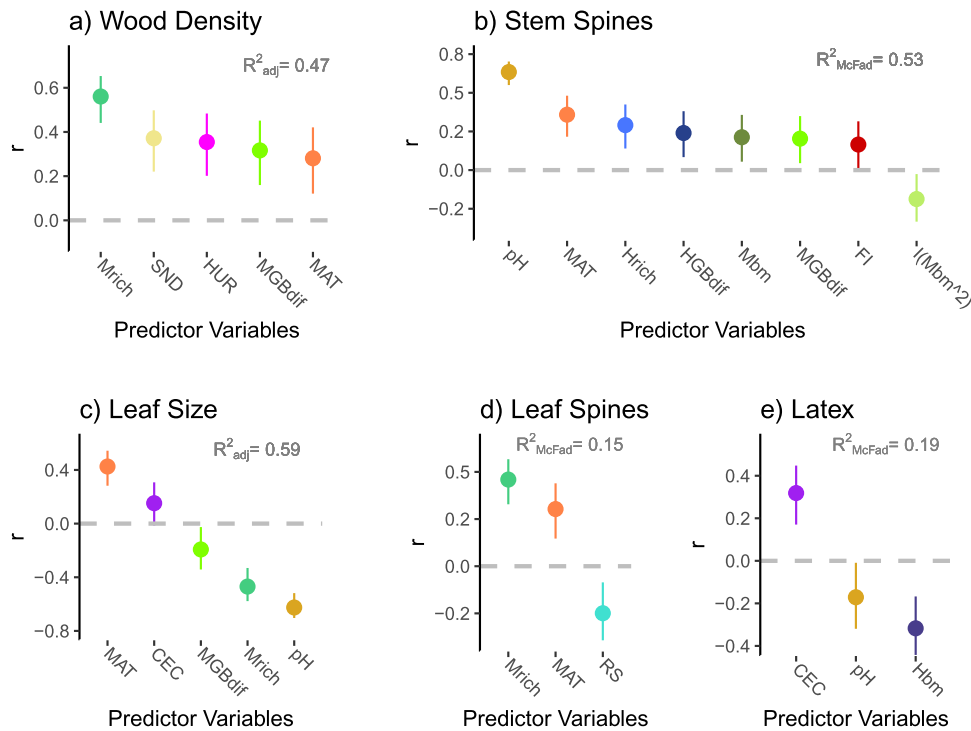 a) Wood Density
R²adj= 0.47
0.6
0.4
0.2
0.0
r
Mrich
SND
HUR
MGBdif
MAT
Predictor Variables
b) Stem Spines
R²McFad= 0.53
0.8
0.5
0.2
0.0
−0.2
r
pH
MAT
Hrich
HGBdif
Mbm
MGBdif
FI
I(Mbm^2)
Predictor Variables
c) Leaf Size
R²adj= 0.59
0.4
0.0
−0.4
−0.8
r
MAT
CEC
MGBdif
Mrich
pH
Predictor Variables
d) Leaf Spines
R²McFad= 0.15
0.5
0.2
0.0
−0.2
r
Mrich
MAT
RS
Predictor Variables
e) Latex
R²McFad= 0.19
0.4
0.2
0.0
−0.2
−0.4
r
CEC
pH
Hbm
Predictor Variables